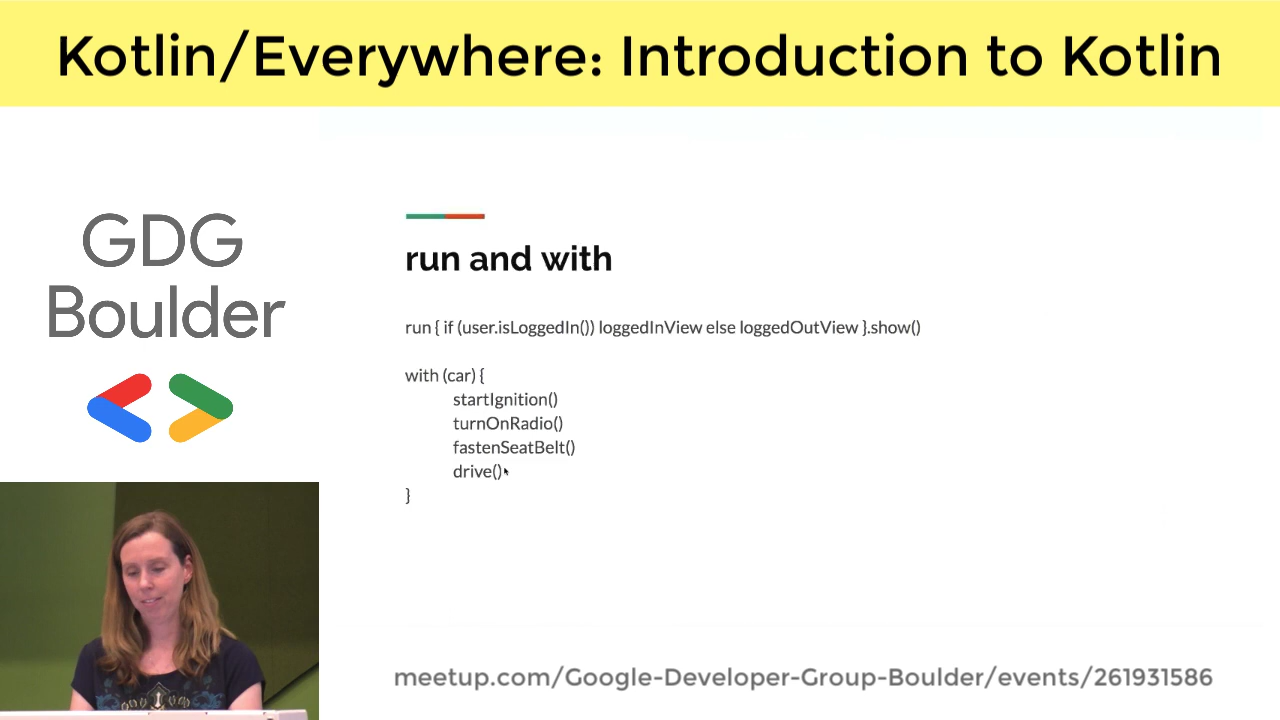 Kotlin/Everywhere: Introduction to Kotlin
GDG
Boulder
run and with
run { if (user.isLoggedIn()) loggedInView else loggedOutView }.show()
with (car) {
startIgnition()
turnOnRadio()
fastenSeatBelt()
drive()
}
meetup.com/Google-Developer-Group-Boulder/events/261931586